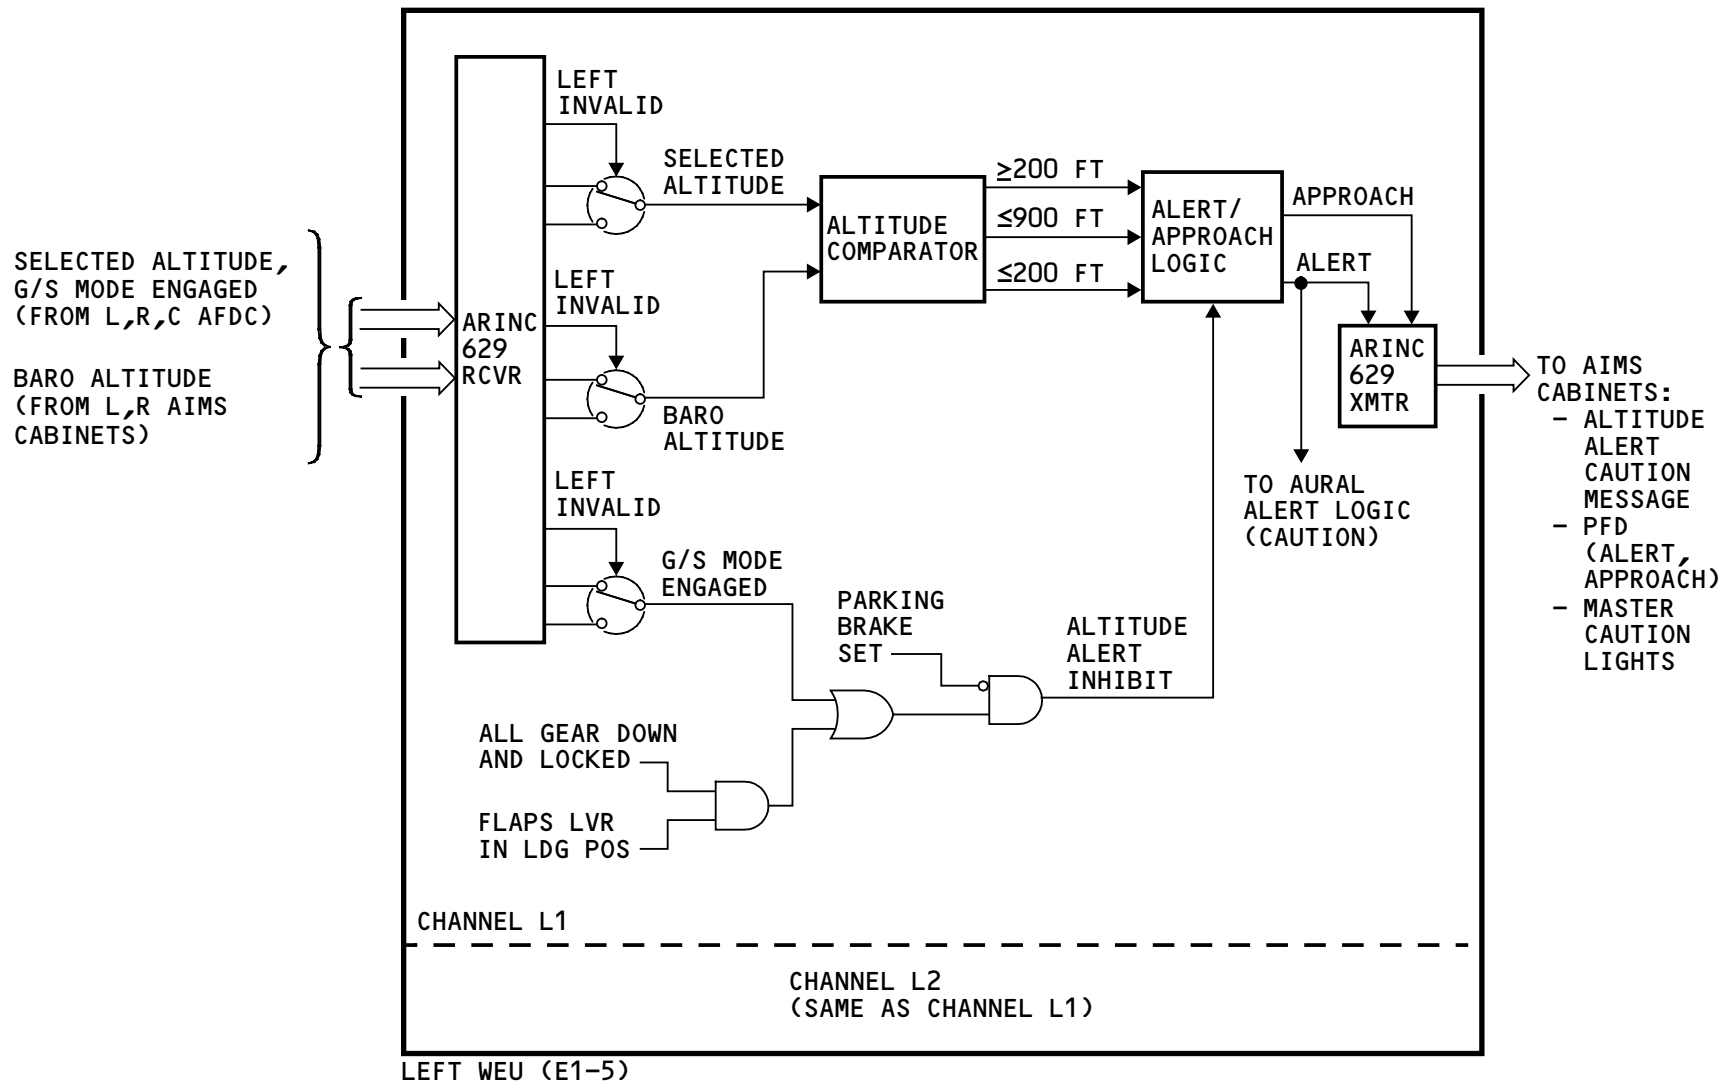 SELECTED ALTITUDE,
G/S MODE ENGAGED
(FROM L,R,C AFDC)
BARO ALTITUDE
(FROM L,R AIMS
CABINETS)
ARINC
629
RCVR
LEFT
INVALID
SELECTED
ALTITUDE
LEFT
INVALID
BARO
ALTITUDE
LEFT
INVALID
G/S MODE
ENGAGED
ALTITUDE
COMPARATOR
≥200 FT
≤900 FT
≤200 FT
ALERT/
APPROACH
LOGIC
APPROACH
ALERT
ARINC
629
XMTR
TO AURAL
ALERT LOGIC
(CAUTION)
TO AIMS
CABINETS:
– ALTITUDE
ALERT
CAUTION
MESSAGE
– PFD
(ALERT,
APPROACH)
– MASTER
CAUTION
LIGHTS
PARKING
BRAKE
SET
ALTITUDE
ALERT
INHIBIT
ALL GEAR DOWN
AND LOCKED
FLAPS LVR
IN LDG POS
CHANNEL L1
CHANNEL L2
(SAME AS CHANNEL L1)
LEFT WEU (E1–5)